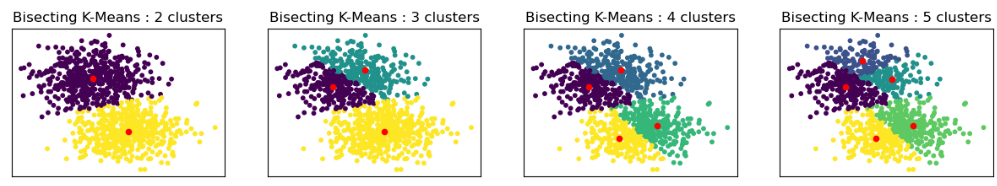 Bisecting K-Means : 2 clusters
Bisecting K-Means : 3 clusters
Bisecting K-Means : 4 clusters
Bisecting K-Means : 5 clusters